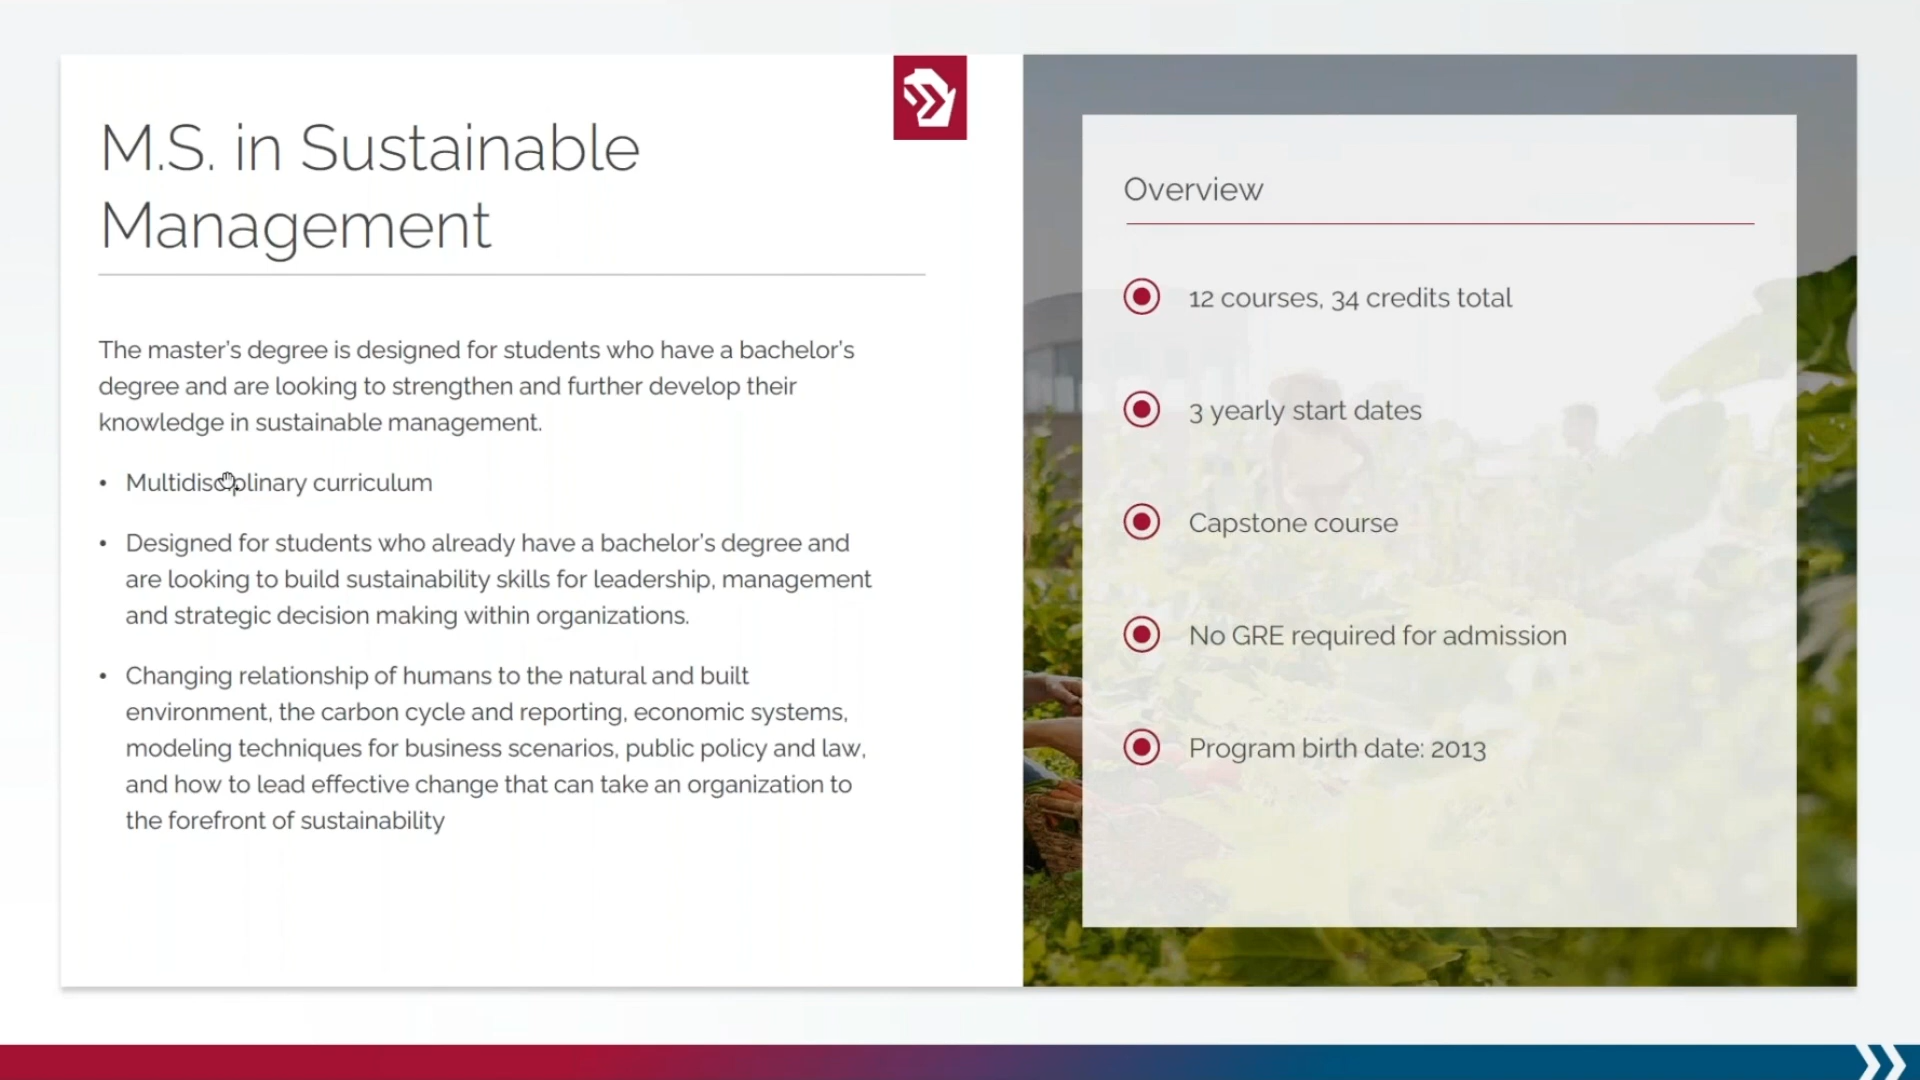 M.S. in Sustainable
Management
The master's degree is designed for students who have a bachelor's
degree and are looking to strengthen and further develop their
knowledge in sustainable management.
• Multidisciplinary curriculum
• Designed for students who already have a bachelor's degree and
are looking to build sustainability skills for leadership, management
and strategic decision making within organizations.
• Changing relationship of humans to the natural and built
environment, the carbon cycle and reporting, economic systems,
modeling techniques for business scenarios, public policy and law,
and how to lead effective change that can take an organization to
the forefront of sustainability
Overview
12 courses, 34 credits total
3 yearly start dates
Capstone course
No GRE required for admission
Program birth date: 2013